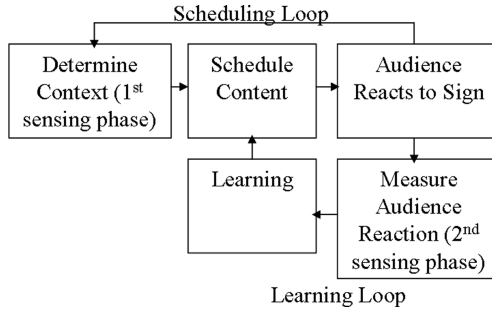 Scheduling Loop
Determine
Context (1st
sensing phase)
Schedule
Content
Audience
Reacts to Sign
Learning
Measure
Audience
Reaction (2nd
sensing phase)
Learning Loop